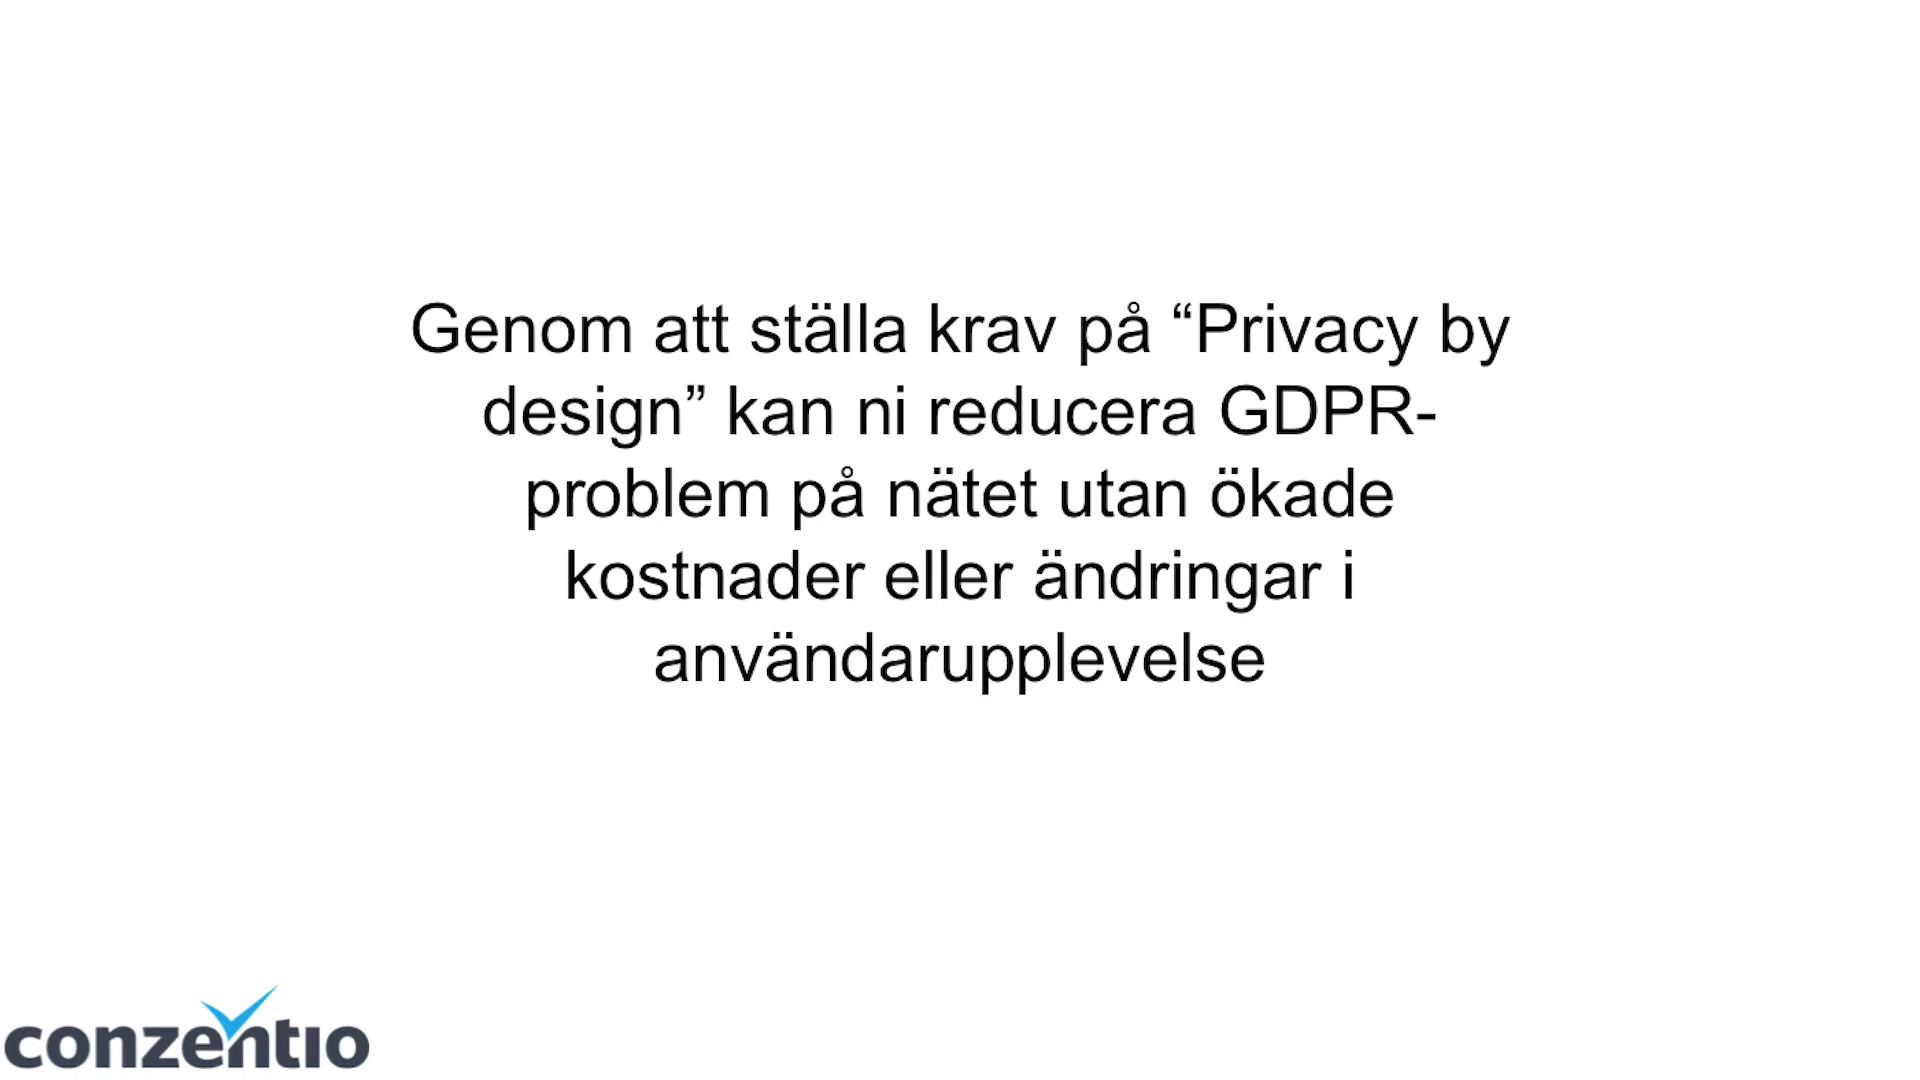 Genom att ställa krav på “Privacy by
design” kan ni reducera GDPR-
problem på nätet utan ökade
kostnader eller ändringar i
användarupplevelse
conzentio